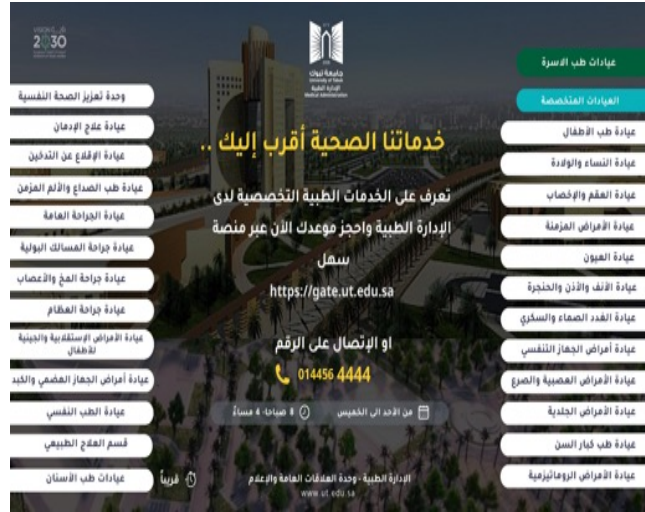 VISION رؤية
2030
جامعة تبوك
University of Tabuk
الإدارة الطبية
Medical Administration
خدماتنا الصحية أقرب إليك ..
تعرف على الخدمات الطبية التخصصية لدى
الإدارة الطبية واحجز موعدك الآن عبر منصة
سهل
https://gate.ut.edu.sa
او الإتصال على الرقم
014456 4444
من الأحد الى الخميس
8 صباحا- 4 مساءً
عيادات طب الاسرة
العيادات المتخصصة
عيادة طب الأطفال
عيادة النساء والولادة
عيادة العقم والإخصاب
عيادة الأمراض المزمنة
عيادة العيون
عيادة الأنف والأذن والحنجرة
عيادة الغدد الصماء والسكري
عيادة أمراض الجهاز التنفسي
عيادة الأمراض العصبية والصرع
عيادة الأمراض الجلدية
عيادة طب كبار السن
عيادة الأمراض الروماتيزمية
وحدة تعزيز الصحة النفسية
عيادة علاج الإدمان
عيادة الإقلاع عن التدخين
عيادة طب الصداع والألم المزمن
عيادة الجراحة العامة
عيادة جراحة المسالك البولية
عيادة جراحة المخ والأعصاب
عيادة جراحة العظام
عيادة الأمراض الإستقلابية والجينية
للأطفال
عيادة أمراض الجهاز الهضمي والكبد
عيادة الطب النفسي
قسم العلاج الطبيعي
عيادات طب الأسنان
قريباً
الإدارة الطبية - وحدة العلاقات العامة والإعلام
www.ut.edu.sa